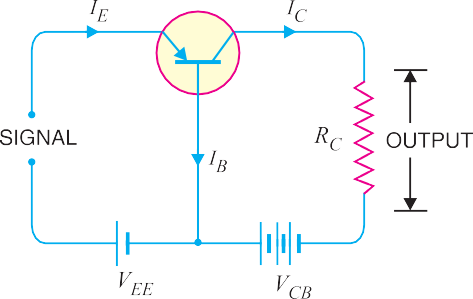 I_E
I_C
SIGNAL
R_C
OUTPUT
I_B
V_EE
V_CB